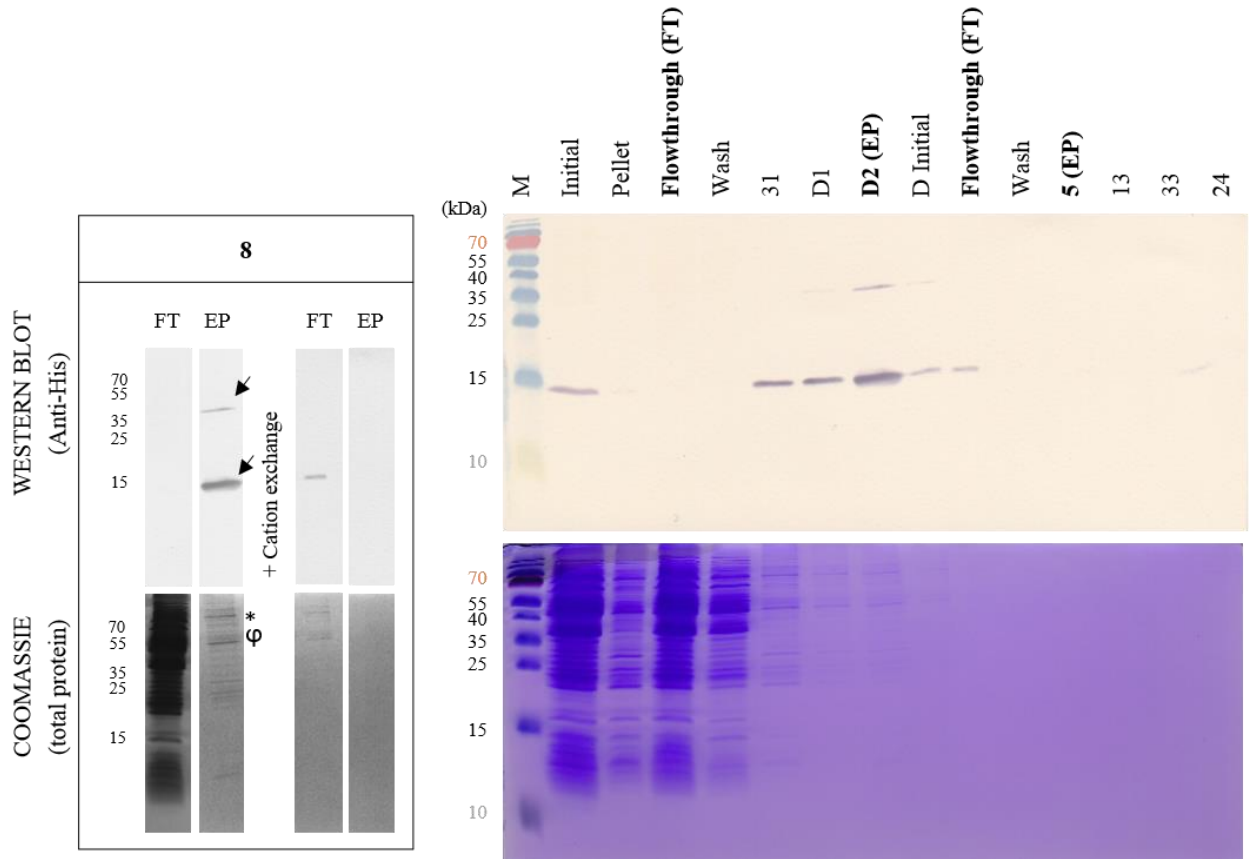 8
FT EP FT EP
WESTERN BLOT
(Anti-His)
70
55
35
25
15
+ Cation exchange
COOMASSIE
(total protein)
70
55
35
25
15
*
φ
(kDa)
M
Initial
Pellet
Flowthrough (FT)
Wash
31
D1
D2 (EP)
D Initial
Flowthrough (FT)
Wash
5 (EP)
13
33
24
70
55
40
35
25
15
10
70
55
40
35
25
15
10